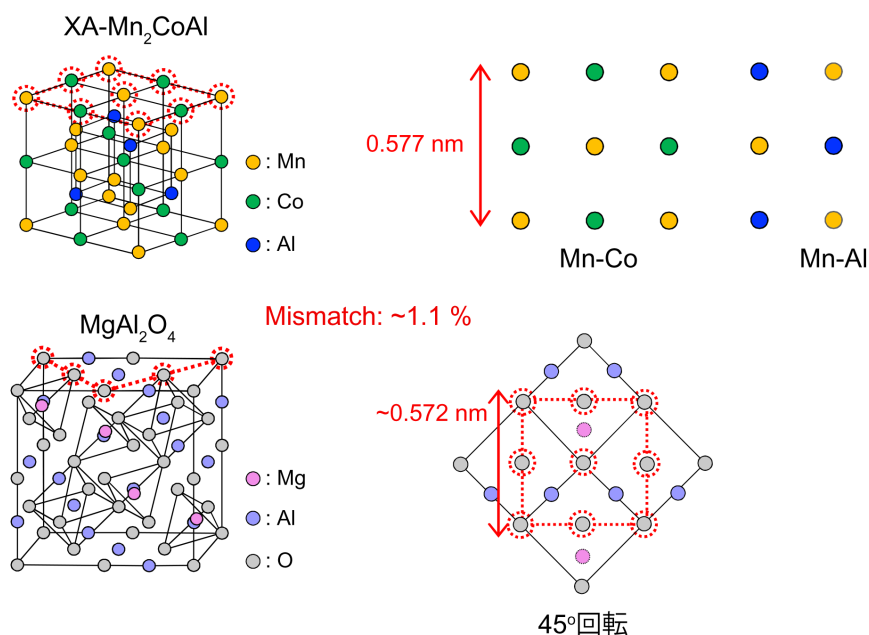 XA-Mn₂CoAl
0.577 nm
: Mn
: Co
: Al
Mn-Co
Mn-Al
Mismatch: ~1.1 %
MgAl₂O₄
~0.572 nm
: Mg
: Al
: O
45º回転